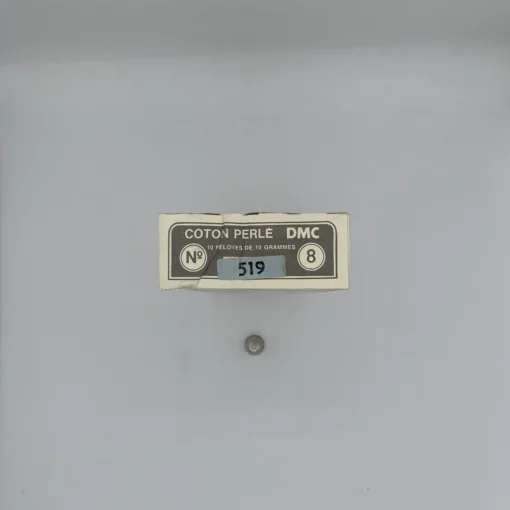 COTON PERLÉ DMC
10 PELOTES DE 10 GRAMMES
Nº 519 8